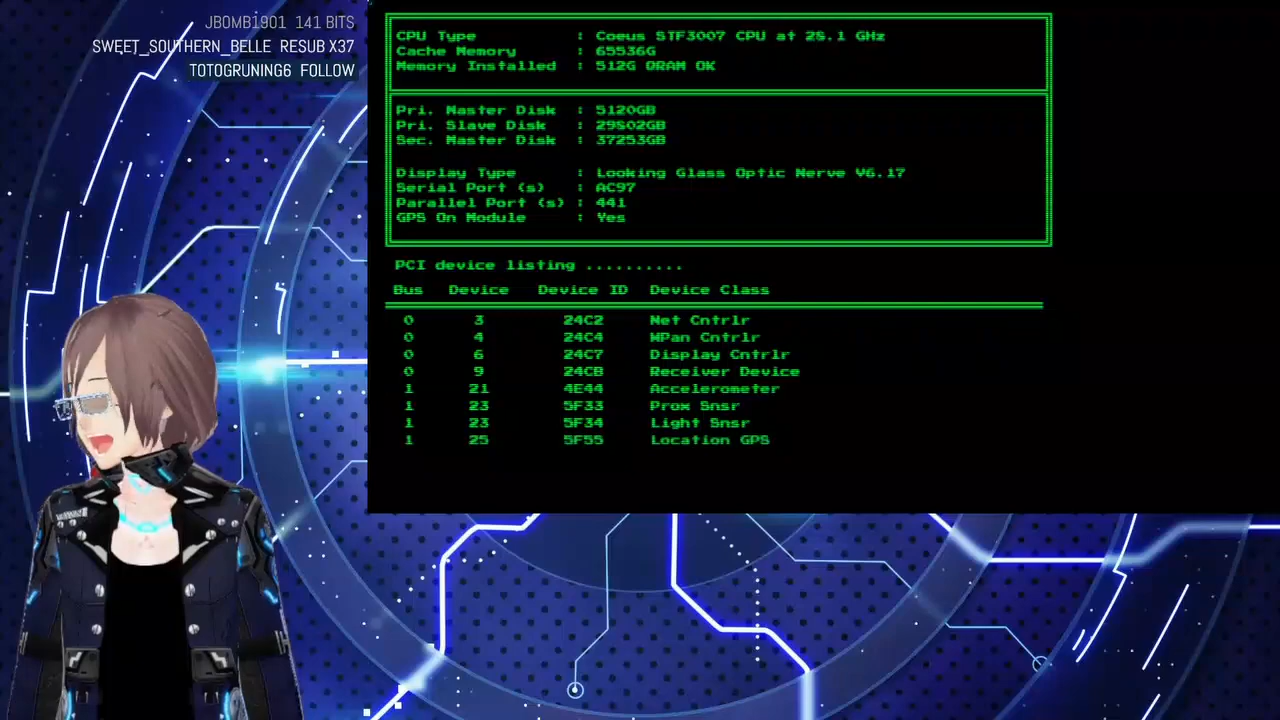 JBOMB1901 141 BITS
SWEET_SOUTHERN_BELLE RESUB X37
TOTOGRUNING6 FOLLOW
CPU Type : Coeus STF3007 CPU at 28.1 GHz
Cache Memory : 65536G
Memory Installed : 512G ORAM OK
Pri. Master Disk : 5120GB
Pri. Slave Disk : 29802GB
Sec. Master Disk : 37253GB
Display Type : Looking Glass Optic Nerve V6.17
Serial Port(s) : AC97
Parallel Port(s) : 441
GPS On Module : Yes
PCI device listing ..........
Bus Device Device ID Device Class
0 3 24C2 Net Cntrlr
0 4 24C4 WPan Cntrlr
0 6 24C7 Display Cntrlr
0 9 24CB Receiver Device
1 21 4E44 Accelerometer
1 23 5F33 Prox Snsr
1 23 5F34 Light Snsr
1 25 5F55 Location GPS